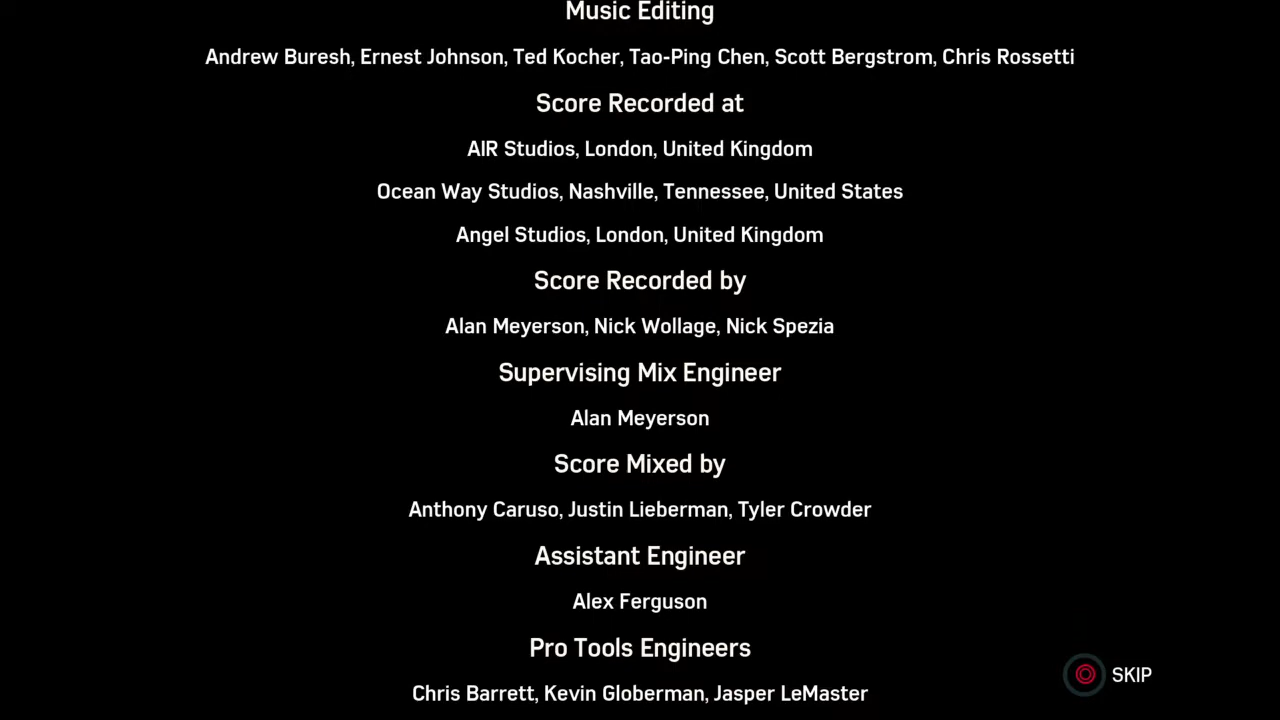 Music Editing
Andrew Buresh, Ernest Johnson, Ted Kocher, Tao-Ping Chen, Scott Bergstrom, Chris Rossetti
Score Recorded at
AIR Studios, London, United Kingdom
Ocean Way Studios, Nashville, Tennessee, United States
Angel Studios, London, United Kingdom
Score Recorded by
Alan Meyerson, Nick Wollage, Nick Spezia
Supervising Mix Engineer
Alan Meyerson
Score Mixed by
Anthony Caruso, Justin Lieberman, Tyler Crowder
Assistant Engineer
Alex Ferguson
Pro Tools Engineers
Chris Barrett, Kevin Globerman, Jasper LeMaster
SKIP